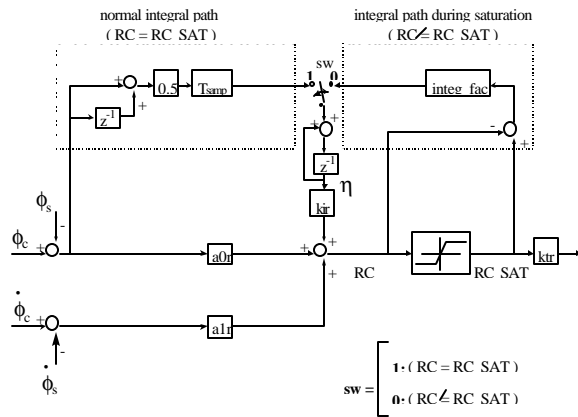 normal integral path
( RC = RC SAT )
integral path during saturation
( RC ≠ RC SAT )
sw
1 0
+
+
0.5
Tsamp
integ fac
z⁻¹
-
+
+
+
z⁻¹
η
kir
ϕs
-
ϕc
+
a0r
+
+
+
RC
RC SAT
ktr
ϕ̇c
+
-
a1r
ϕ̇s
sw =
1: ( RC = RC SAT )
0: ( RC ≠ RC SAT )